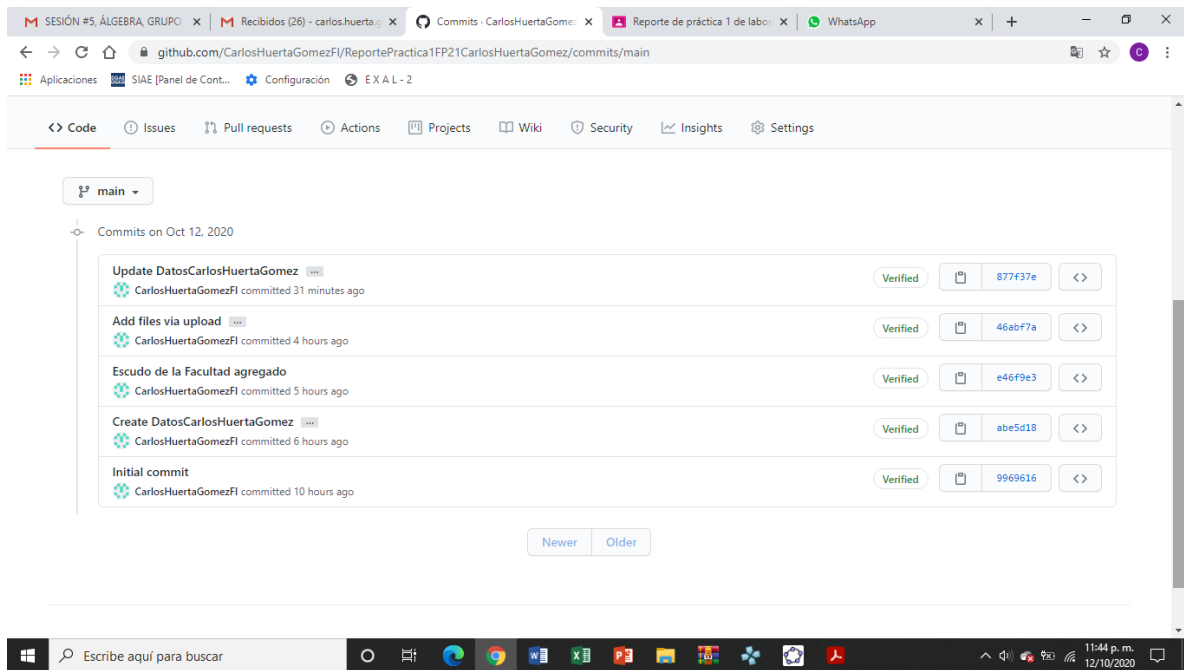 SESIÓN #5, ÁLGEBRA, GRUPO
Recibidos (26) - carlos.huerta.g
Commits · CarlosHuertaGomez
Reporte de práctica 1 de labor
WhatsApp
github.com/CarlosHuertaGomezFI/ReportePractica1FP21CarlosHuertaGomez/commits/main
C
Aplicaciones
SIAE [Panel de Cont...
Configuración
E X A L - 2
Code
Issues
Pull requests
Actions
Projects
Wiki
Security
Insights
Settings
main
Commits on Oct 12, 2020
Update DatosCarlosHuertaGomez ...
CarlosHuertaGomezFI committed 31 minutes ago
Verified
877f37e
Add files via upload ...
CarlosHuertaGomezFI committed 4 hours ago
Verified
46abf7a
Escudo de la Facultad agregado
CarlosHuertaGomezFI committed 5 hours ago
Verified
e46f9e3
Create DatosCarlosHuertaGomez ...
CarlosHuertaGomezFI committed 6 hours ago
Verified
abe5d18
Initial commit
CarlosHuertaGomezFI committed 10 hours ago
Verified
9969616
Newer
Older
Escribe aquí para buscar
11:44 p. m.
12/10/2020